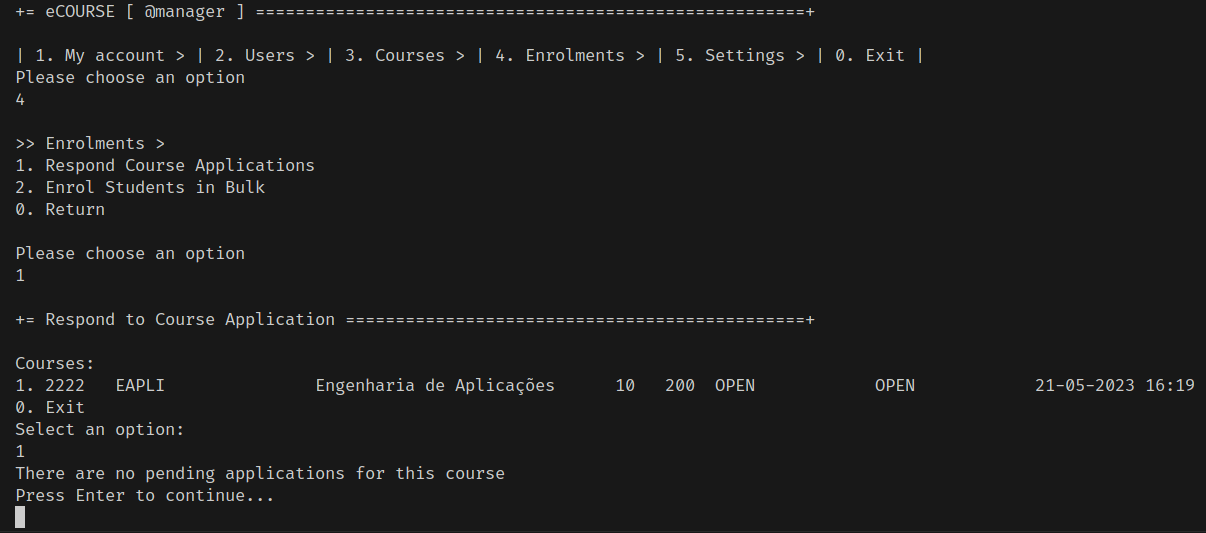 += eCOURSE [ @manager ] =======================================================+
| 1. My account > | 2. Users > | 3. Courses > | 4. Enrolments > | 5. Settings > | 0. Exit |
Please choose an option
4
>> Enrolments >
1. Respond Course Applications
2. Enrol Students in Bulk
0. Return
Please choose an option
1
+= Respond to Course Application ==============================================+
Courses:
1. 2222   EAPLI               Engenharia de Aplicações      10   200  OPEN            OPEN            21-05-2023 16:19
0. Exit
Select an option:
1
There are no pending applications for this course
Press Enter to continue...